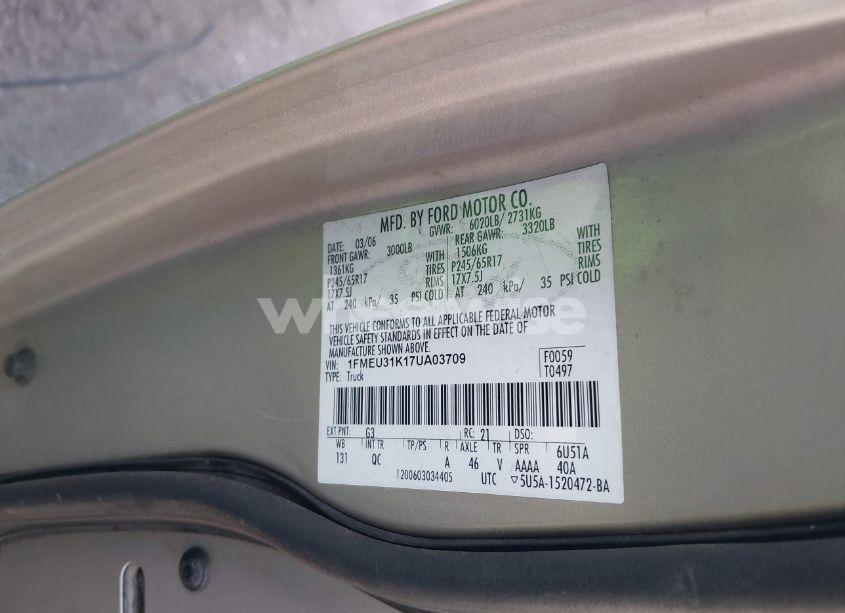 MFD. BY FORD MOTOR CO.
DATE: 03/06 GVWR: 6020LB/ 2731KG
FRONT GAWR: 3000LB REAR GAWR: 3320LB
1361KG WITH 1506KG WITH
P245/65R17 TIRES P245/65R17 TIRES
17X7.5J RIMS 17X7.5J RIMS
AT 240 kPa/ 35 PSI COLD AT 240 kPa/ 35 PSI COLD
THIS VEHICLE CONFORMS TO ALL APPLICABLE FEDERAL MOTOR
VEHICLE SAFETY STANDARDS IN EFFECT ON THE DATE OF
MANUFACTURE SHOWN ABOVE.
VIN: 1FMEU31K17UA03709 F0059
TYPE: Truck T0497
EXT PNT: G3 RC: 21 DSO:
WB INT TR TP/PS R AXLE TR SPR 6U51A
131 QC A 46 V AAAA 40A
1200603034405 UTC ▽5U5A-1520472-BA